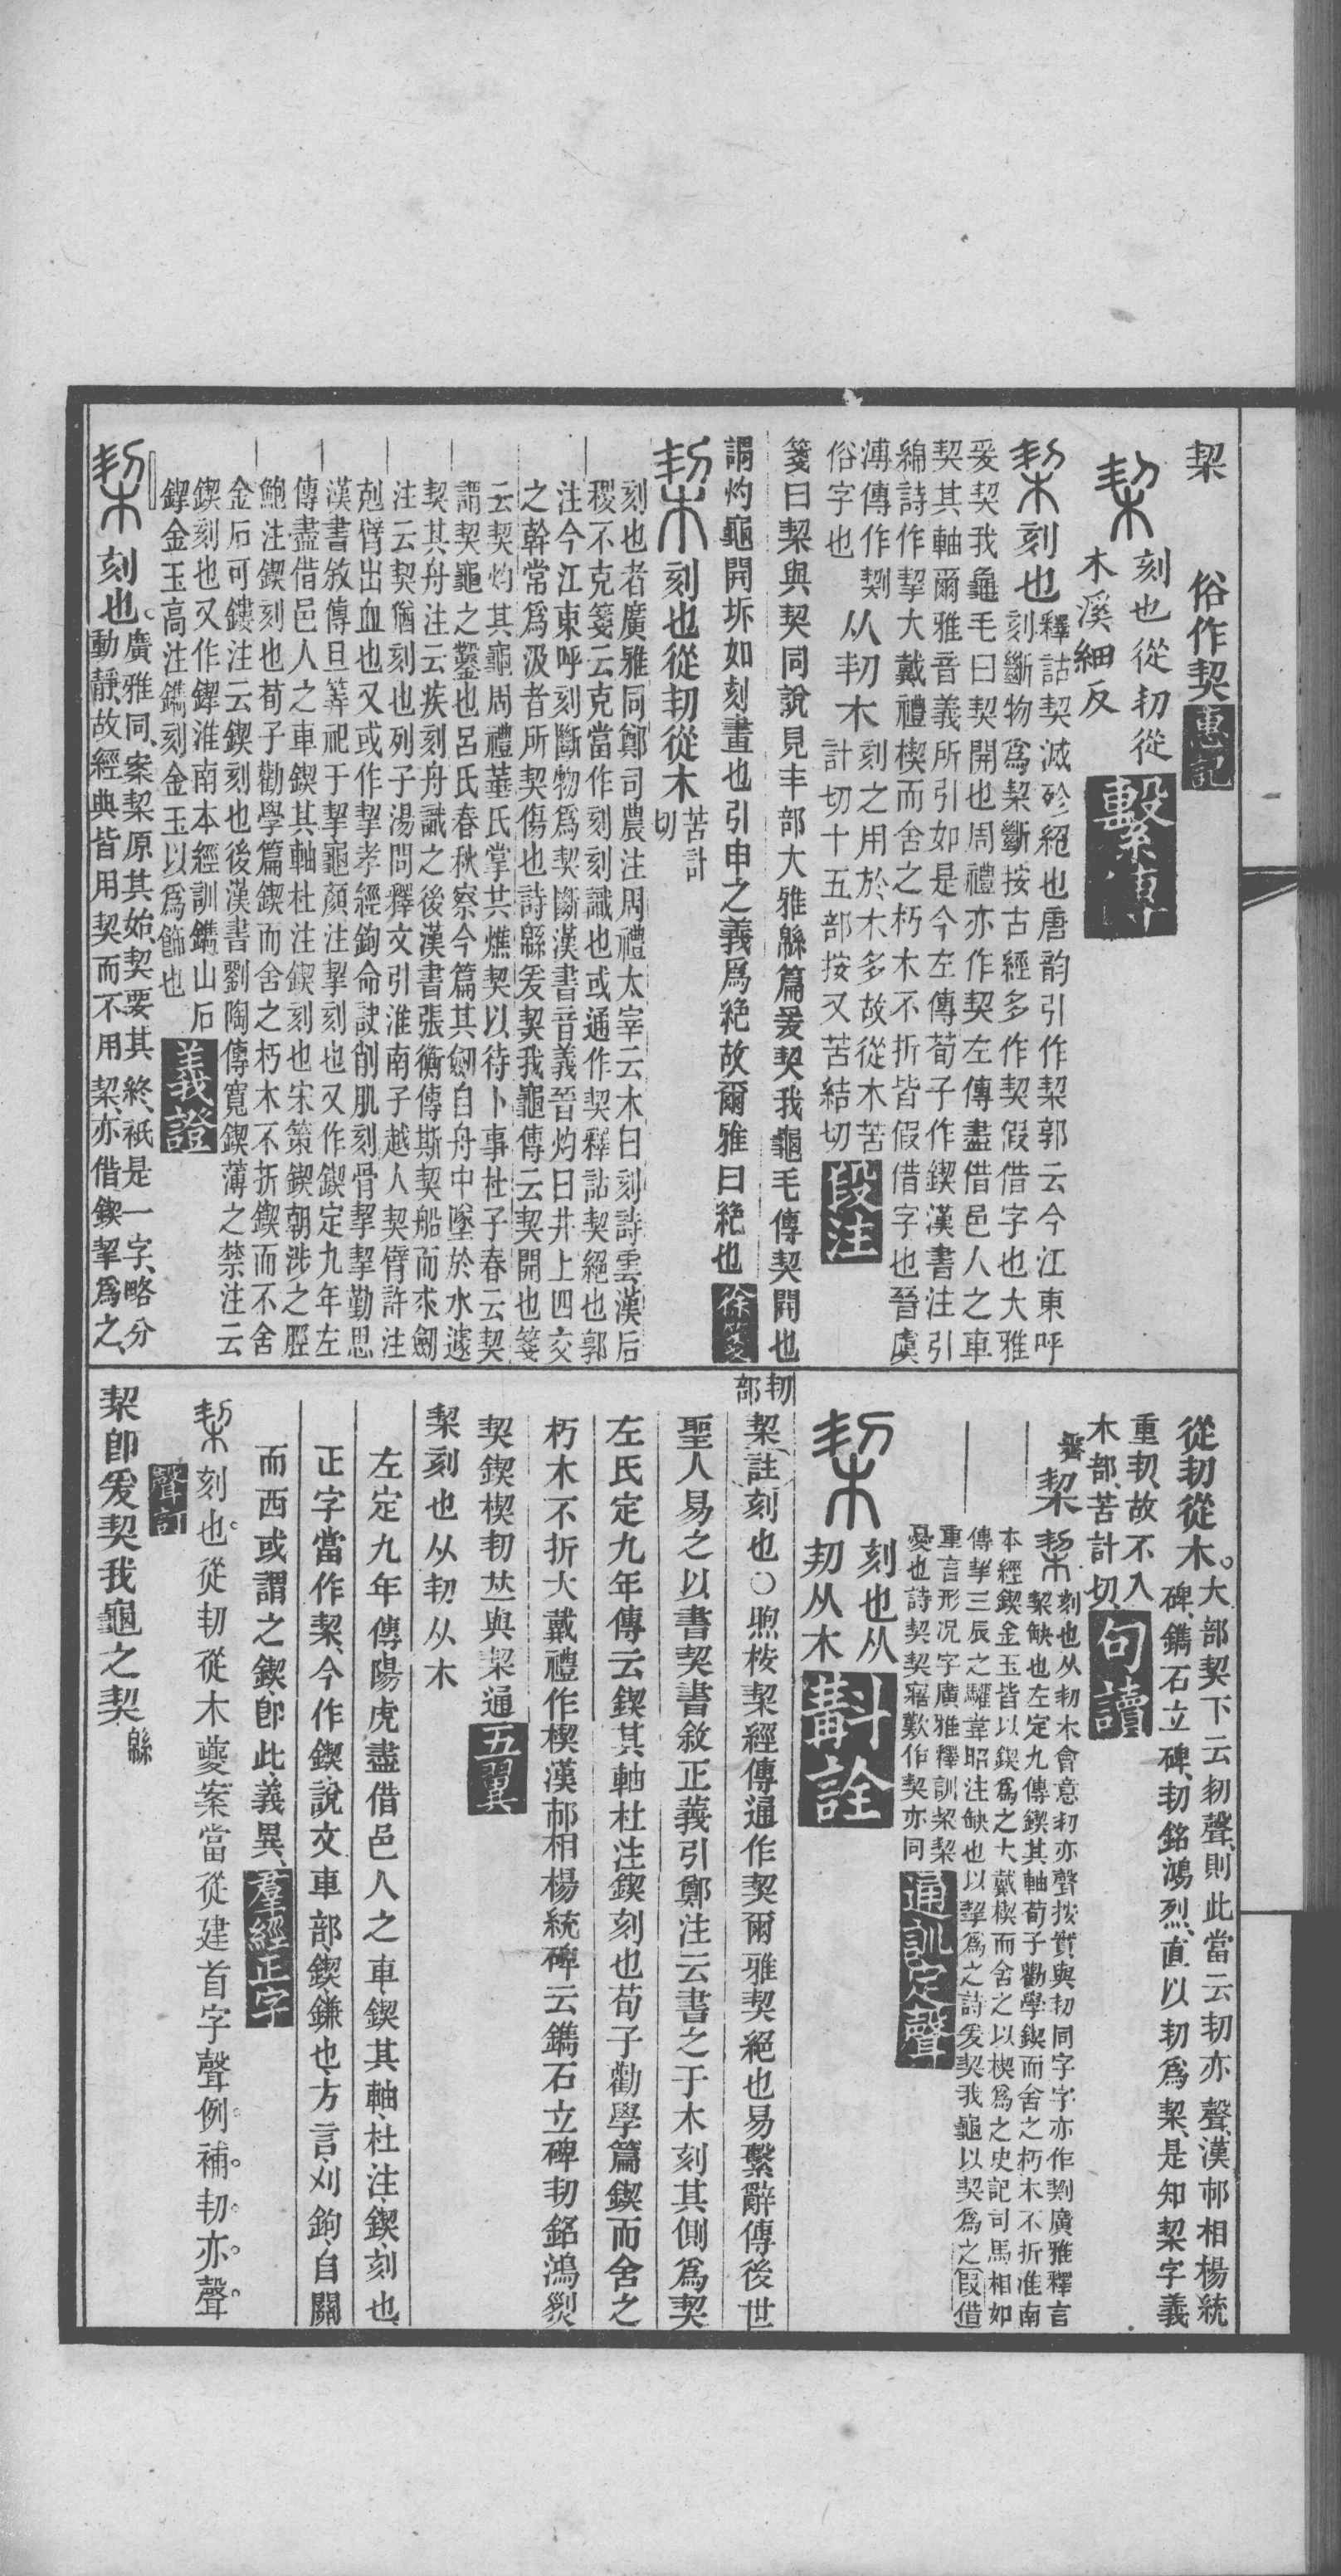 栔　俗作契惠記
栔刻也從㓞從
木溪細反繫傳
栔刻也
釋詁契滅殄絕也唐韵引作栔郭云今江東呼
刻斷物爲栔斷按古經多作契假借字也大雅
爰契我龜毛曰契開也周禮亦作契左傳盡借邑人之車
契其軸爾雅音義所引如是今左傳荀子作鍥漢書注引
綿詩作挈大戴禮楔而舍之朽木不折皆假借字也晉虞
溥傳作剘从㓞木
刻之用於木多故從木苦
計切十五部按又苦結切
俗字也段注
箋曰栔與契同說見丰部大雅緜篇爰契我龜毛傳契開也
謂灼龜開坼如刻畫也引申之義爲絕故爾雅曰絕也徐箋
栔刻也從㓞從木苦計
切
刻也者廣雅同鄭司農注周禮太宰云木曰刻詩雲漢后
稷不克箋云克當作刻刻識也或通作契釋詁契絕也郭
注今江東呼刻斷物爲契斷漢書音義晉灼曰井上四交
之幹常爲汲者所契傷也詩緜爰契我龜傳云契開也箋
云契灼其龜周禮菙氏掌共燋契以待卜事杜子春云契
謂契龜之鑿也呂氏春秋察今篇其劒自舟中墜於水遽
契其舟注云疾刻舟識之後漢書張衡傳斯契船而求劒
注云契猶刻也列子湯問釋文引淮南子越人契臂許注
剋臂出血也又或作挈孝經鉤命訣削肌刻骨挈挈勤思
漢書敘傳旦筭祀于挈龜顏注挈刻也又作鍥定九年左
傳盡借邑人之車鍥其軸杜注鍥刻也宋策鍥朝涉之脛
鮑注鍥刻也荀子勸學篇鍥而舍之朽木不折鍥而不舍
金石可鏤注云鍥刻也後漢書劉陶傳寬鍥薄之禁注云
鍥刻也又作鍥淮南本經訓鐫山石
鍥金玉高注鐫刻金玉以爲飾也義證
栔刻也。廣雅同、案栔原其始、契要其終、祇是一字、略分
動靜、故經典皆用契而不用栔、亦借鍥挈爲之、
從㓞從木。大部契下云㓞聲、則此當云㓞亦聲、漢邟相楊統
碑、鐫石立碑、㓞銘鴻烈、直以㓞爲栔、是知栔字義
重㓞、故不入
木部、苦計切句讀
栔
栔刻也从㓞木會意㓞亦聲按實與㓞同字字亦作剘廣雅釋言
契缺也左定九傳鍥其軸荀子勸學鍥而舍之朽木不折淮南
本經鍥金玉皆以鍥爲之大戴楔而舍之以楔爲之史記司馬相如
傳挈三辰之驩韋昭注缺也以挈爲之詩爰契我龜以契爲之假借
重言形況字廣雅釋訓栔栔
憂也詩契契寤歎作契亦同通訓定聲
栔刻也从
㓞从木斠詮
㓞部
栔註刻也○煦桉栔經傳通作契爾雅契絕也易繫辭傳後世
聖人易之以書契書敘正義引鄭注云書之于木刻其側爲契
左氏定九年傳云鍥其軸杜注鍥刻也荀子勸學篇鍥而舍之
朽木不折大戴禮作楔漢邟相楊統碑云鐫石立碑㓞銘鴻烈
契鍥楔㓞𠀤與栔通五翼
栔刻也从㓞从木
左定九年傳、陽虎盡借邑人之車、鍥其軸、杜注、鍥、刻也、
正字當作栔、今作鍥、說文車部、鍥、鎌也、方言、刈鉤、自關
而西或謂之鍥、卽此義異、羣經正字
栔刻也。從㓞從木夔案當從建首字聲例補㓞亦聲
聲訂
栔卽爰契我龜之契緜